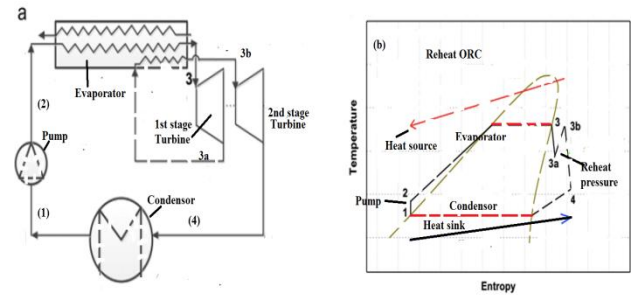 a
3b
Evaporator
3
(2)
1st stage
Turbine
2nd stage
Turbine
Pump
3a
Condensor
(1)
(4)
(b)
Reheat ORC
Temperature
Evaporator
3
3b
Heat source
3a
Reheat
pressure
2
Pump
4
1
Condensor
Heat sink
Entropy